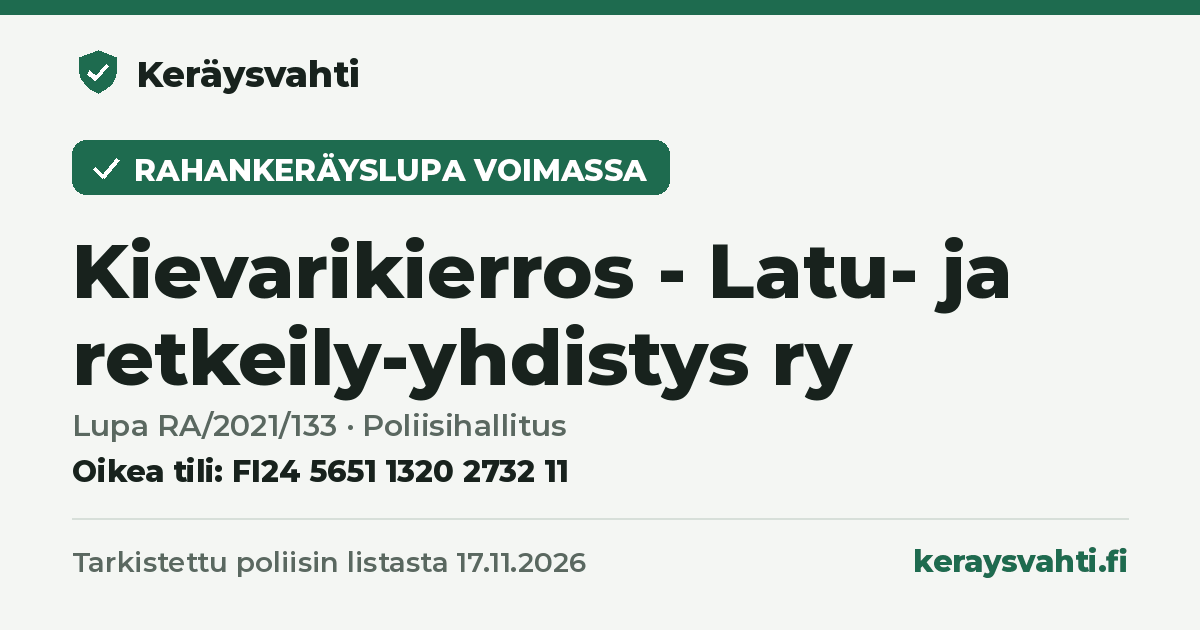 Keräysvahti
RAHANKERÄYSLUPA VOIMASSA
Kievarikierros - Latu- ja
retkeily-yhdistys ry
Lupa RA/2021/133 · Poliisihallitus
Oikea tili: FI24 5651 1320 2732 11
Tarkistettu poliisin listasta 17.11.2026
keraysvahti.fi